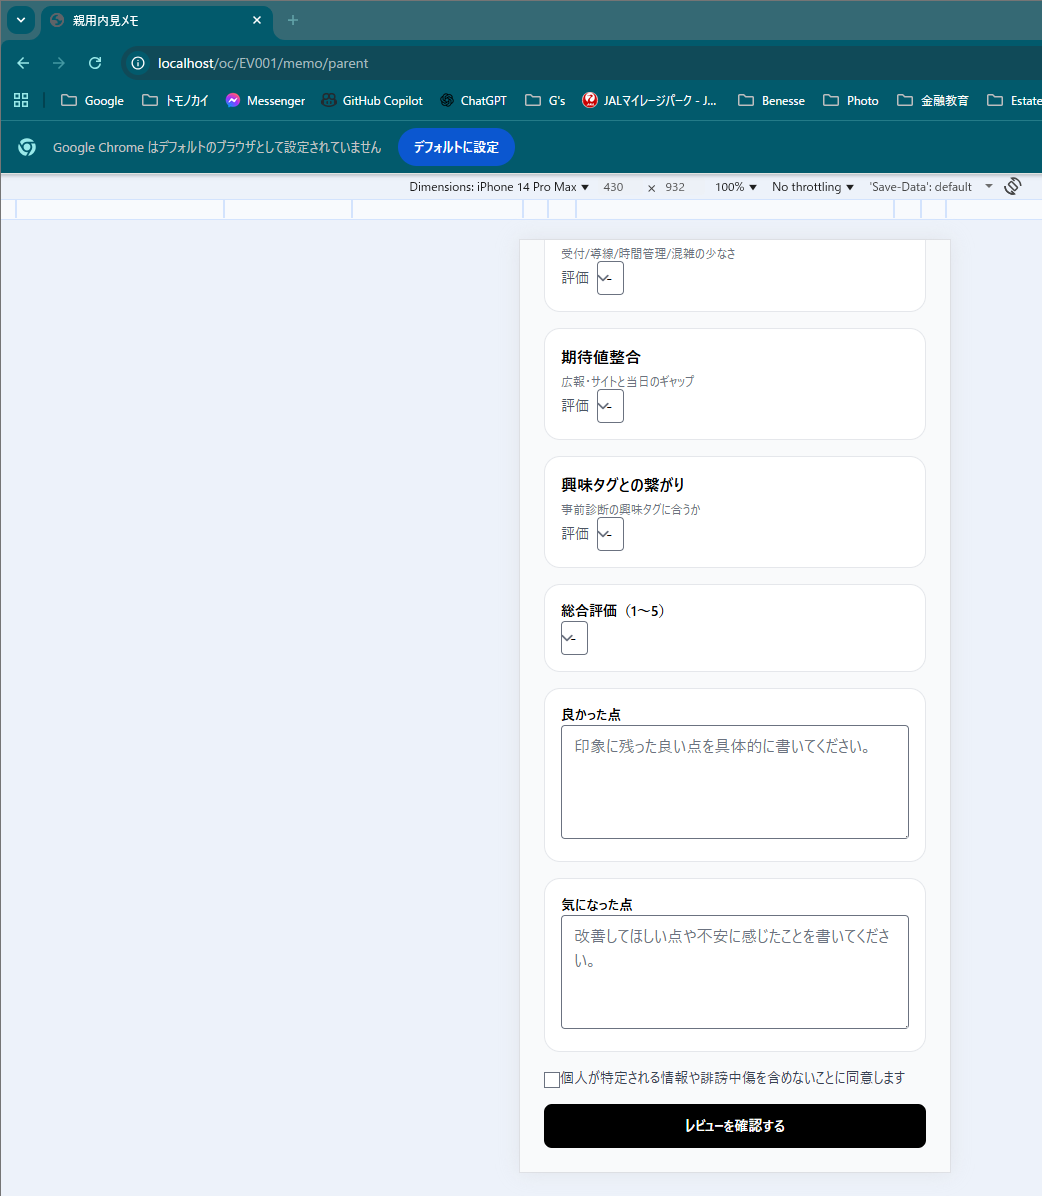 親用内見メモ
localhost/oc/EV001/memo/parent
Google トモノカイ Messenger GitHub Copilot ChatGPT G's JALマイレージパーク - J... Benesse Photo 金融教育 Estate
Google Chrome はデフォルトのブラウザとして設定されていません デフォルトに設定
Dimensions: iPhone 14 Pro Max 430 × 932 100% No throttling 'Save-Data': default
受付/導線/時間管理/混雑の少なさ
評価 -
期待値整合
広報・サイトと当日のギャップ
評価 -
興味タグとの繋がり
事前診断の興味タグに合うか
評価 -
総合評価（1〜5）
-
良かった点
印象に残った良い点を具体的に書いてください。
気になった点
改善してほしい点や不安に感じたことを書いてくださ
い。
個人が特定される情報や誹謗中傷を含めないことに同意します
レビューを確認する